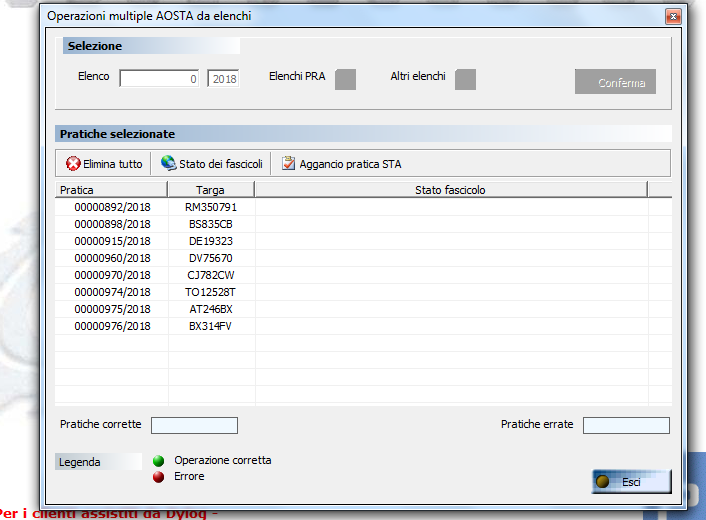 Operazioni multiple AOSTA da elenchi
Selezione
Elenco 0 2018 Elenchi PRA Altri elenchi Conferma
Pratiche selezionate
Elimina tutto Stato dei fascicoli Aggancio pratica STA
Pratica Targa Stato fascicolo
00000892/2018 RM350791
00000898/2018 BS835CB
00000915/2018 DE19323
00000960/2018 DV75670
00000970/2018 CJ782CW
00000974/2018 TO12528T
00000975/2018 AT246BX
00000976/2018 BX314FV
Pratiche corrette Pratiche errate
Legenda Operazione corretta
Errore
Esci
Per i clienti assistiti da Dylog -